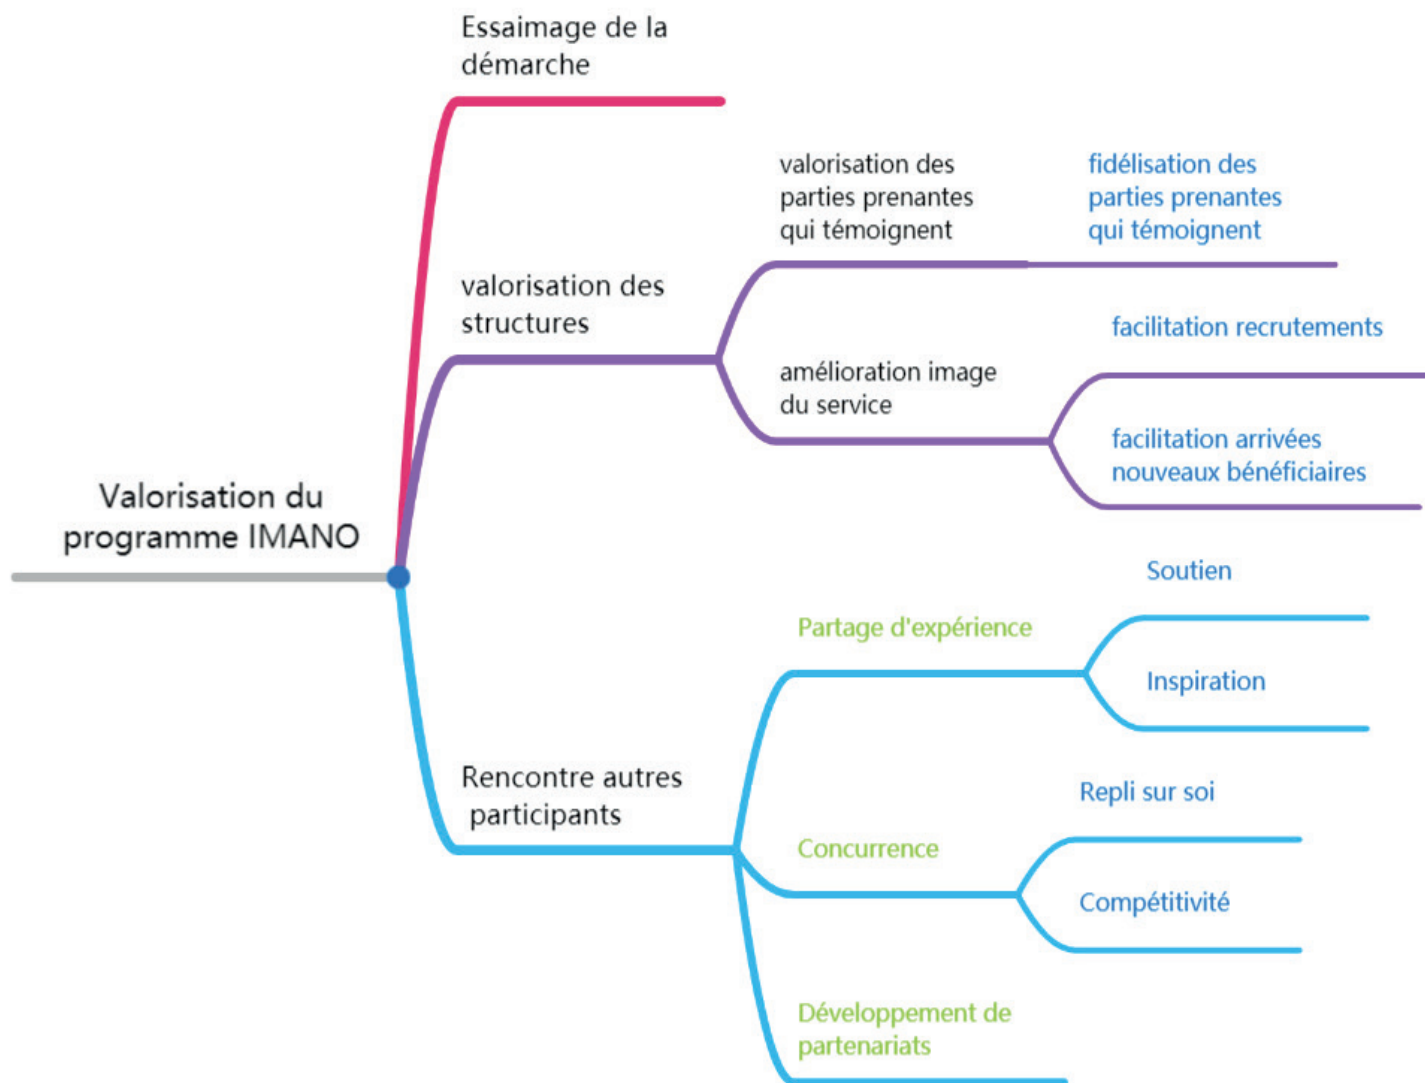 Essaimage de la
démarche
valorisation des
parties prenantes
qui témoignent
fidélisation des
parties prenantes
qui témoignent
valorisation des
structures
facilitation recrutements
amélioration image
du service
facilitation arrivées
nouveaux bénéficiaires
Valorisation du
programme IMANO
Soutien
Partage d'expérience
Inspiration
Rencontre autres
participants
Repli sur soi
Concurrence
Compétitivité
Développement de
partenariats